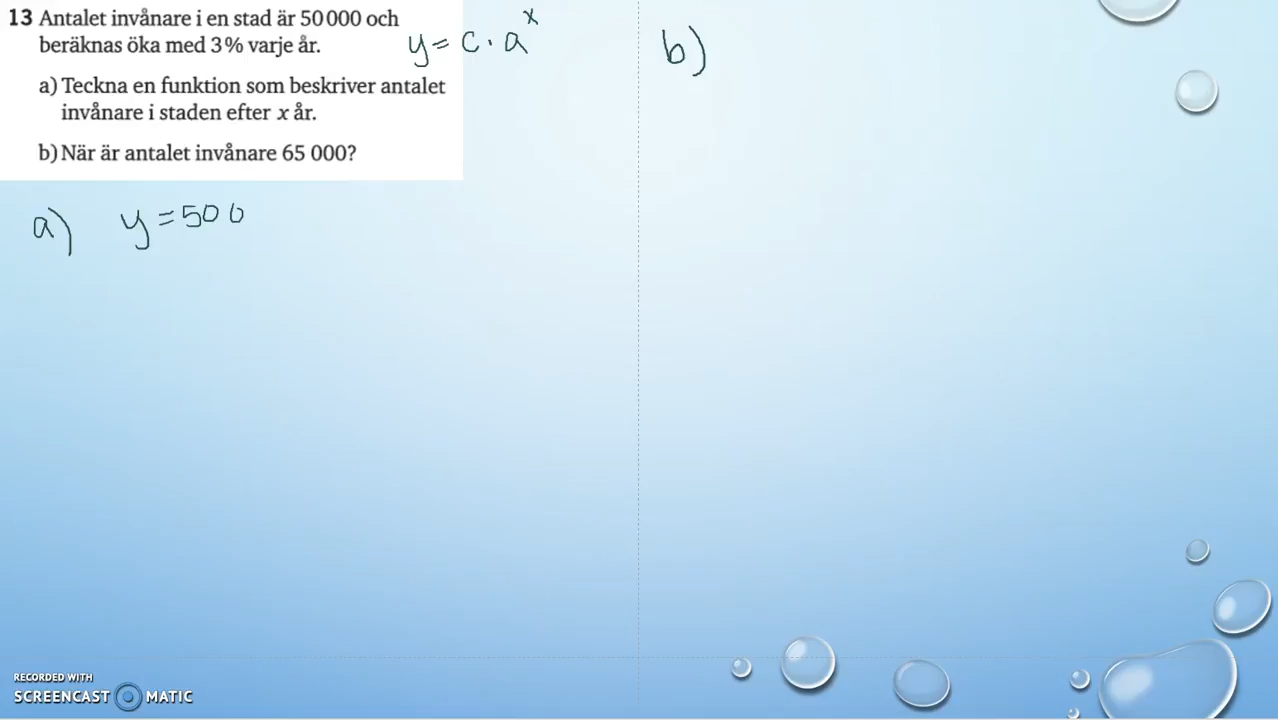 13 Antalet invånare i en stad är 50 000 och
beräknas öka med 3% varje år.
y = c · a^x
a) Teckna en funktion som beskriver antalet
invånare i staden efter x år.
b) När är antalet invånare 65 000?
b)
a) y = 500
RECORDED WITH
SCREENCAST MATIC